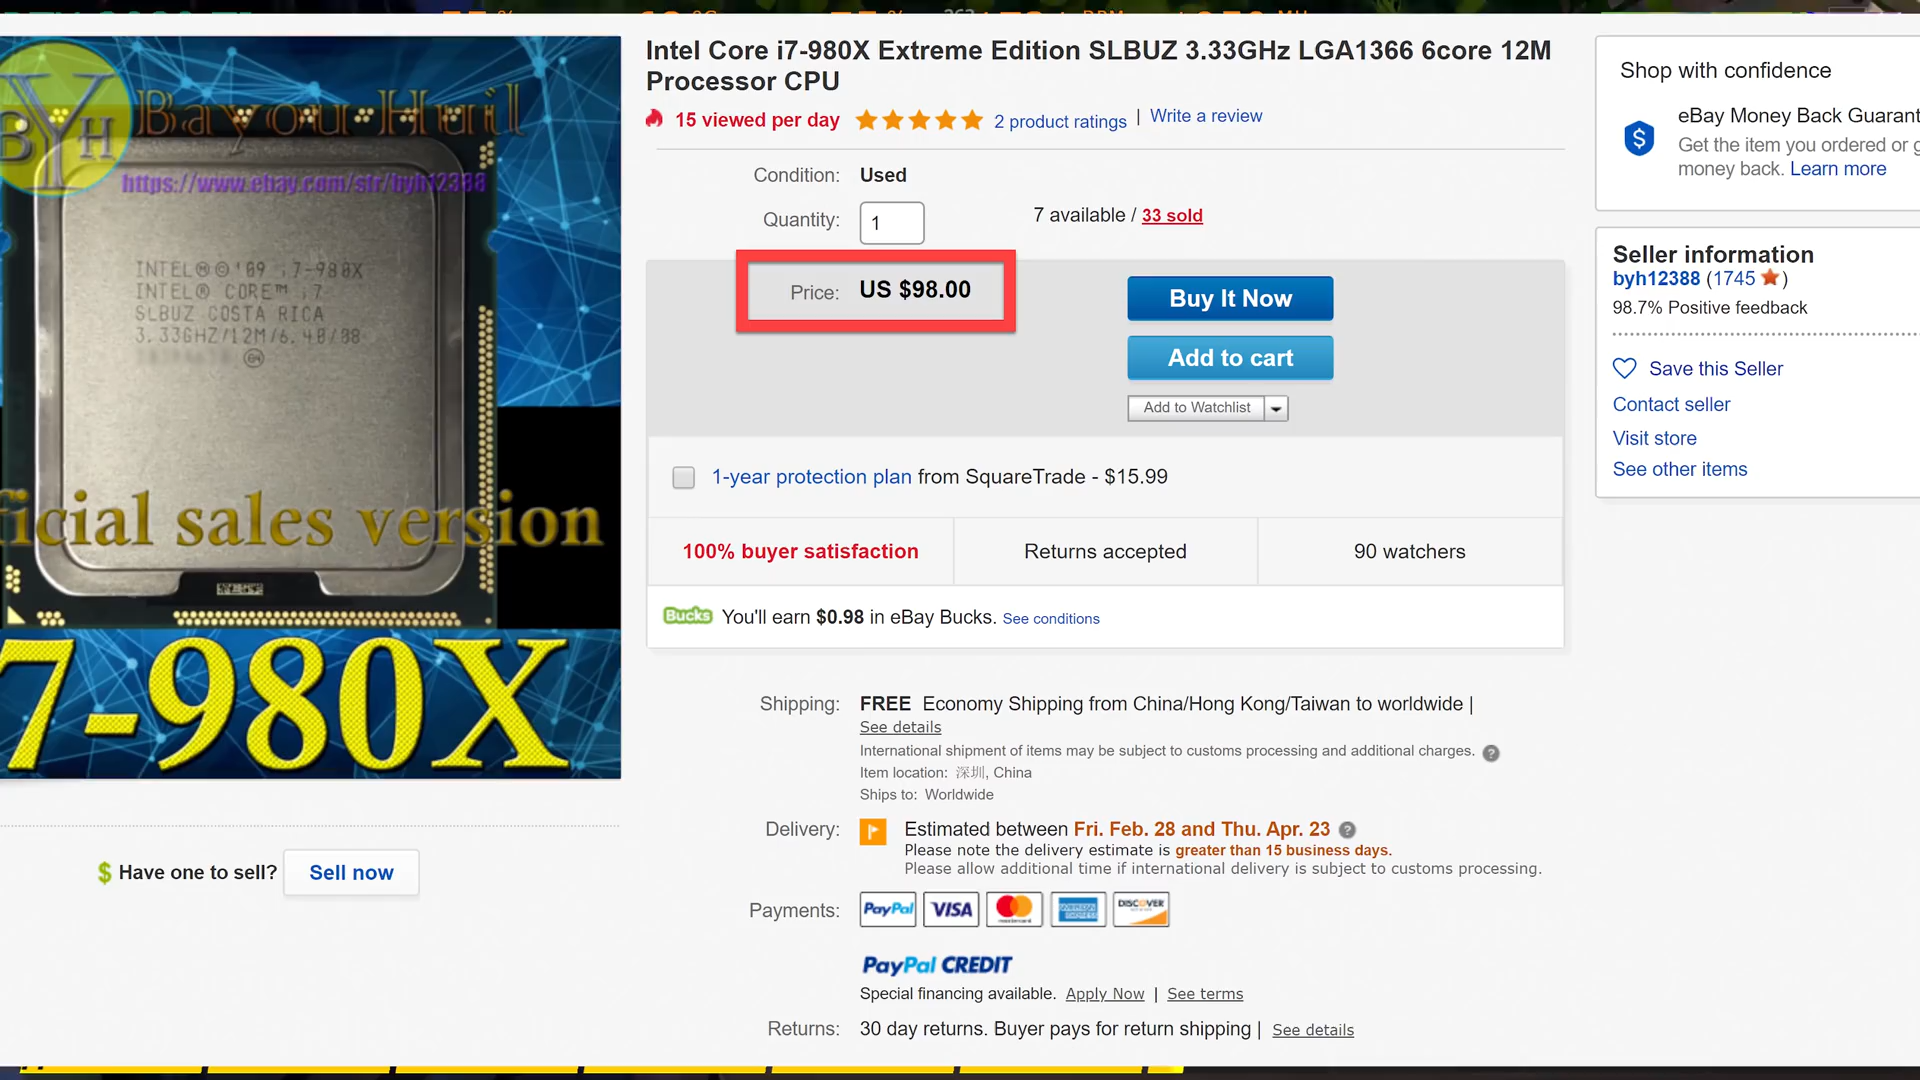 Bayou Huil
BYH
https://www.ebay.com/str/byh12388
INTEL®©'09 i7-980X
INTEL® CORE™ i7
SLBUZ COSTA RICA
3.33GHZ/12M/6.40/08
ficial sales version
7-980X
$ Have one to sell? Sell now
Intel Core i7-980X Extreme Edition SLBUZ 3.33GHz LGA1366 6core 12M
Processor CPU
15 viewed per day 2 product ratings | Write a review
Condition: Used
Quantity: 1 7 available / 33 sold
Price: US $98.00
Buy It Now
Add to cart
Add to Watchlist
1-year protection plan from SquareTrade - $15.99
100% buyer satisfaction Returns accepted 90 watchers
Bucks You'll earn $0.98 in eBay Bucks. See conditions
Shipping: FREE Economy Shipping from China/Hong Kong/Taiwan to worldwide |
See details
International shipment of items may be subject to customs processing and additional charges. ?
Item location: 深圳, China
Ships to: Worldwide
Delivery: Estimated between Fri. Feb. 28 and Thu. Apr. 23 ?
Please note the delivery estimate is greater than 15 business days.
Please allow additional time if international delivery is subject to customs processing.
Payments: PayPal VISA mastercard AMERICAN EXPRESS DISCOVER
PayPal CREDIT
Special financing available. Apply Now | See terms
Returns: 30 day returns. Buyer pays for return shipping | See details
Shop with confidence
eBay Money Back Guarant
Get the item you ordered or g
money back. Learn more
Seller information
byh12388 (1745 ★)
98.7% Positive feedback
Save this Seller
Contact seller
Visit store
See other items